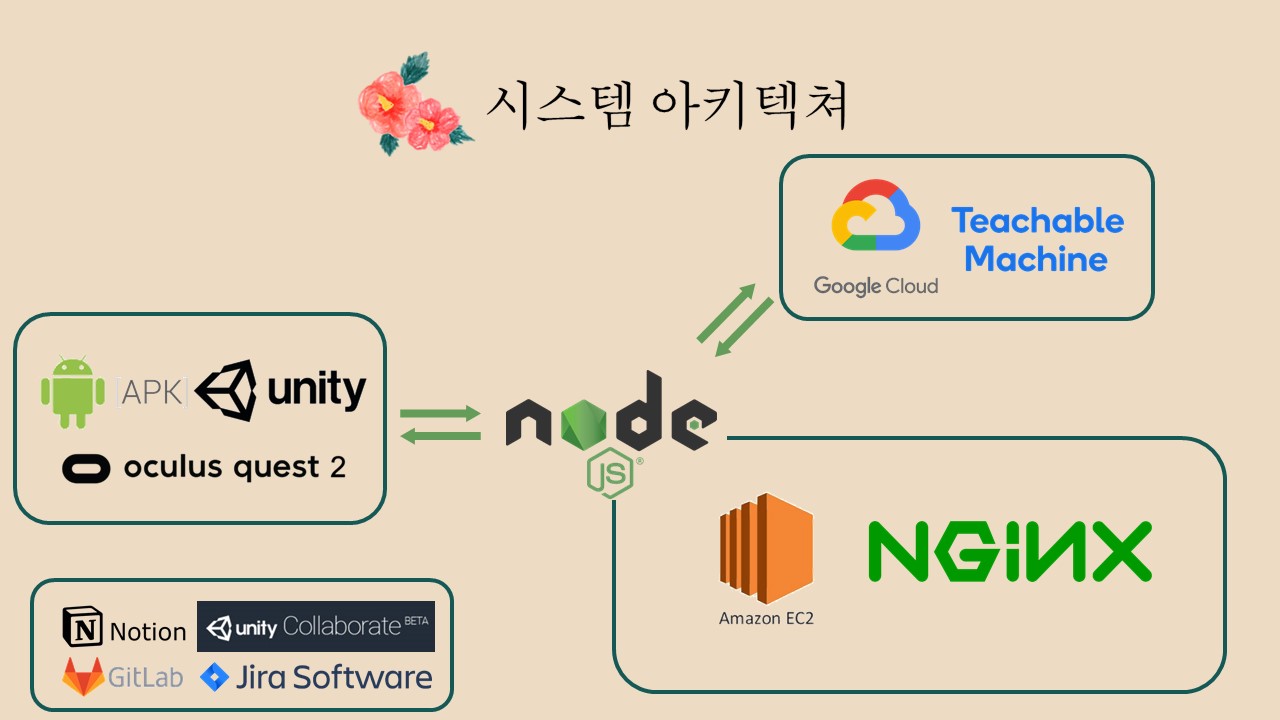 시스템 아키텍쳐
Google Cloud
Teachable
Machine
[APK]
unity
oculus quest 2
node
JS®
Amazon EC2
NGiNX
Notion
unity Collaborate BETA
GitLab
Jira Software